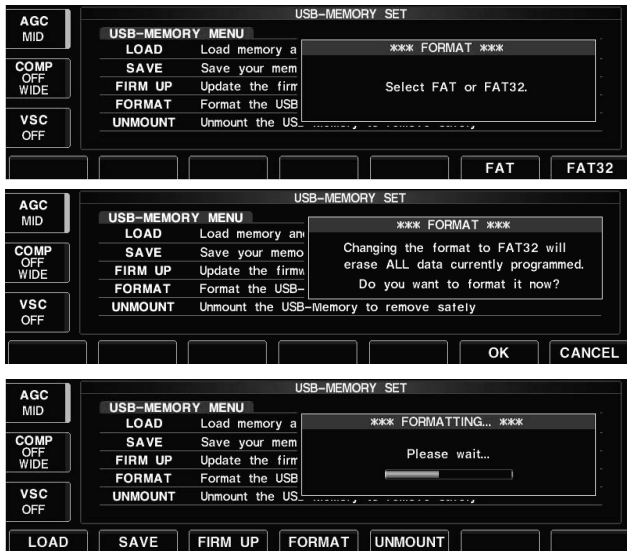 USB-MEMORY SET
AGC
MID
COMP
OFF
WIDE
VSC
OFF
USB-MEMORY MENU
LOAD Load memory a
SAVE Save your mem
FIRM UP Update the firm
FORMAT Format the USB
UNMOUNT Unmount the USB-Memory to remove safely
*** FORMAT ***
Select FAT or FAT32.
FAT FAT32
USB-MEMORY SET
AGC
MID
COMP
OFF
WIDE
VSC
OFF
USB-MEMORY MENU
LOAD Load memory and
SAVE Save your memo
FIRM UP Update the firmw
FORMAT Format the USB-
UNMOUNT Unmount the USB-Memory to remove safely
*** FORMAT ***
Changing the format to FAT32 will
erase ALL data currently programmed.
Do you want to format it now?
OK CANCEL
USB-MEMORY SET
AGC
MID
COMP
OFF
WIDE
VSC
OFF
USB-MEMORY MENU
LOAD Load memory a
SAVE Save your mem
FIRM UP Update the firm
FORMAT Format the USB
UNMOUNT Unmount the
*** FORMATTING... ***
Please wait...
LOAD SAVE FIRM UP FORMAT UNMOUNT